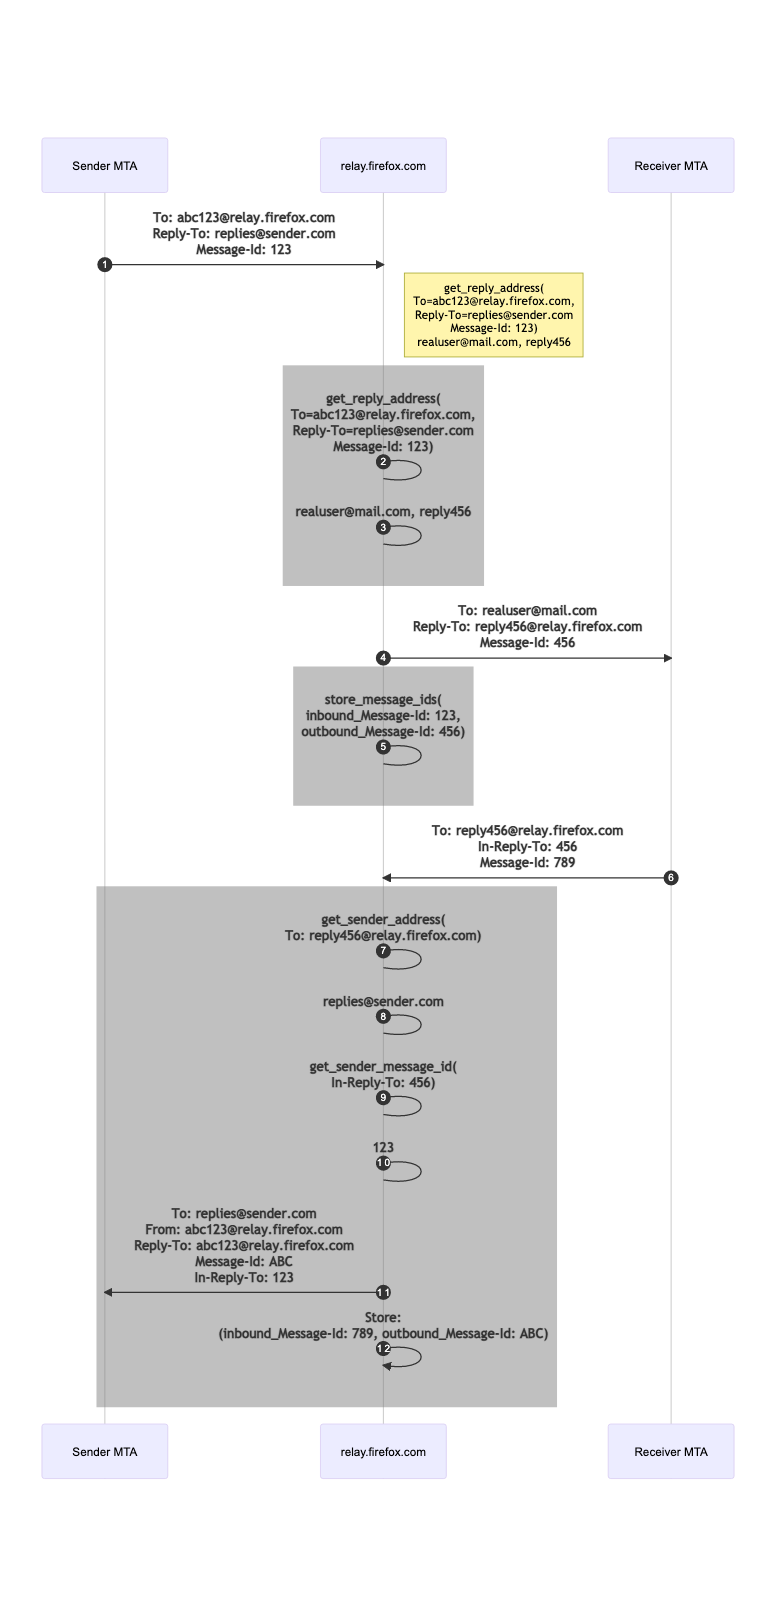 Sender MTA
relay.firefox.com
Receiver MTA
To: abc123@relay.firefox.com
Reply-To: replies@sender.com
Message-Id: 123
1
get_reply_address(
To=abc123@relay.firefox.com,
Reply-To=replies@sender.com
Message-Id: 123)
realuser@mail.com, reply456
get_reply_address(
To=abc123@relay.firefox.com,
Reply-To=replies@sender.com
Message-Id: 123)
2
realuser@mail.com, reply456
3
To: realuser@mail.com
Reply-To: reply456@relay.firefox.com
Message-Id: 456
4
store_message_ids(
inbound_Message-Id: 123,
outbound_Message-Id: 456)
5
To: reply456@relay.firefox.com
In-Reply-To: 456
Message-Id: 789
6
get_sender_address(
To: reply456@relay.firefox.com)
7
replies@sender.com
8
get_sender_message_id(
In-Reply-To: 456)
9
123
10
To: replies@sender.com
From: abc123@relay.firefox.com
Reply-To: abc123@relay.firefox.com
Message-Id: ABC
In-Reply-To: 123
11
Store:
(inbound_Message-Id: 789, outbound_Message-Id: ABC)
12
Sender MTA
relay.firefox.com
Receiver MTA